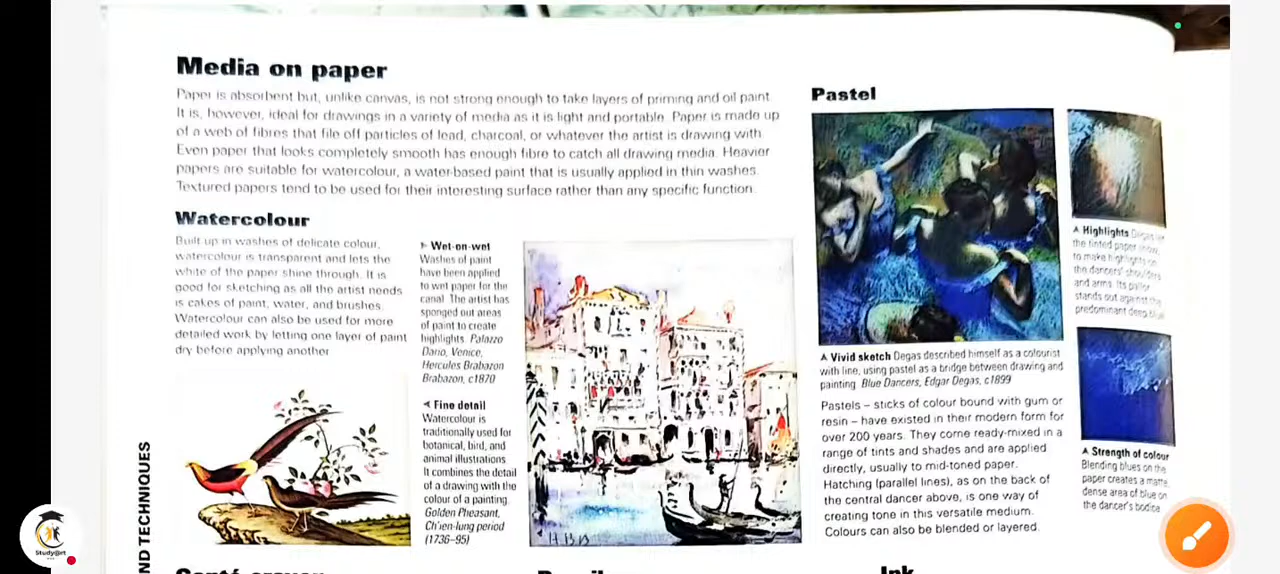 Media on paper
Paper is absorbent but, unlike canvas, is not strong enough to take layers of priming and oil paint.
It is, however, ideal for drawings in a variety of media as it is light and portable. Paper is made up
of a web of fibres that file off particles of lead, charcoal, or whatever the artist is drawing with.
Even paper that looks completely smooth has enough fibre to catch all drawing media. Heavier
papers are suitable for watercolour, a water-based paint that is usually applied in thin washes.
Textured papers tend to be used for their interesting surface rather than any specific function.
Watercolour
Built up in washes of delicate colour,
watercolour is transparent and lets the
white of the paper shine through. It is
good for sketching as all the artist needs
is cakes of paint, water, and brushes.
Watercolour can also be used for more
detailed work by letting one layer of paint
dry before applying another
Wet-on-wet
Washes of paint
have been applied
to wet paper for the
canal. The artist has
sponged out areas
of paint to create
highlights. Palazzo
Dario, Venice,
Hercules Brabazon
Brabazon, c1870
Fine detail
Watercolour is
traditionally used for
botanical, bird, and
animal illustrations
It combines the detail
of a drawing with the
colour of a painting.
Golden Pheasant,
Ch'ien-lung period
(1736–95)
HBB
Pastel
Vivid sketch Degas described himself as a colourist
with line, using pastel as a bridge between drawing and
painting. Blue Dancers, Edgar Degas, c1899
Pastels – sticks of colour bound with gum or
resin – have existed in their modern form for
over 200 years. They come ready-mixed in a
range of tints and shades and are applied
directly, usually to mid-toned paper.
Hatching (parallel lines), as on the back of
the central dancer above, is one way of
creating tone in this versatile medium.
Colours can also be blended or layered.
Highlights Degas
the tinted paper show
to make highlights on
the dancers' shoulders
and arms. Its pallor
stands out against the
predominant deep blue
Strength of colour
Blending blues on the
paper creates a matte,
dense area of blue on
the dancer's bodice
ND TECHNIQUES
Ink
Study@rt